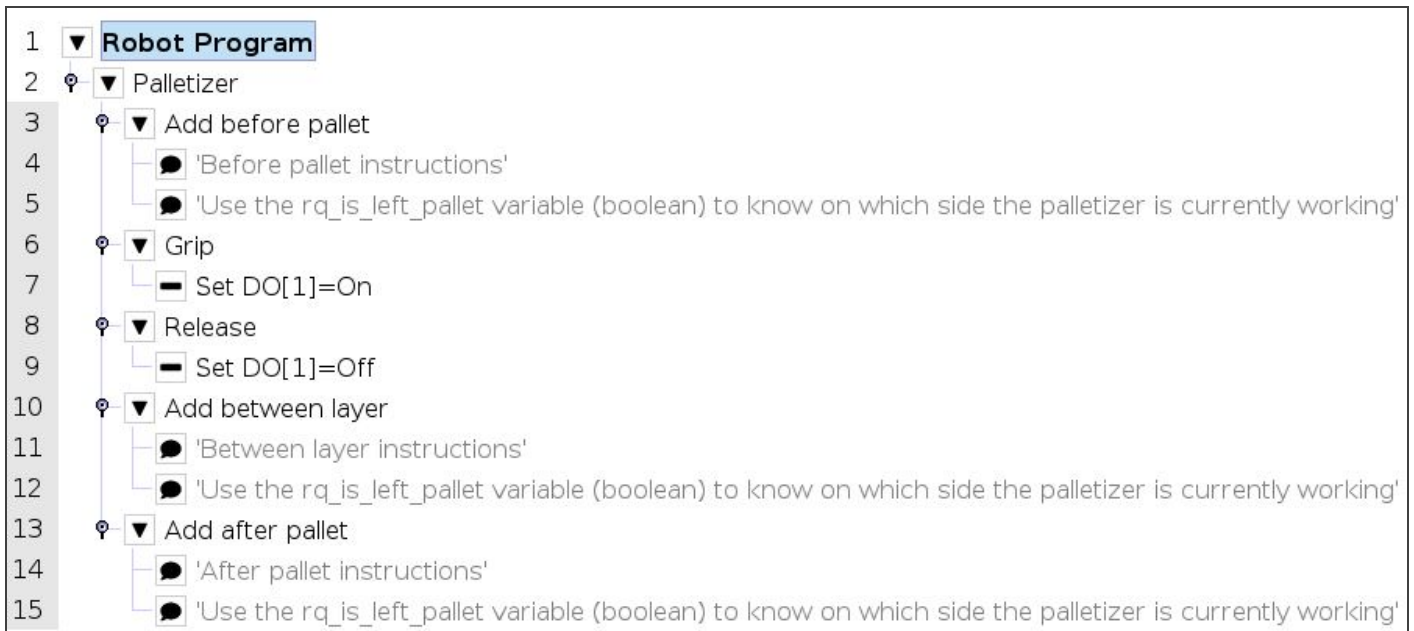 1 Robot Program
2 Palletizer
3 Add before pallet
4 'Before pallet instructions'
5 'Use the rq_is_left_pallet variable (boolean) to know on which side the palletizer is currently working'
6 Grip
7 Set DO[1]=On
8 Release
9 Set DO[1]=Off
10 Add between layer
11 'Between layer instructions'
12 'Use the rq_is_left_pallet variable (boolean) to know on which side the palletizer is currently working'
13 Add after pallet
14 'After pallet instructions'
15 'Use the rq_is_left_pallet variable (boolean) to know on which side the palletizer is currently working'